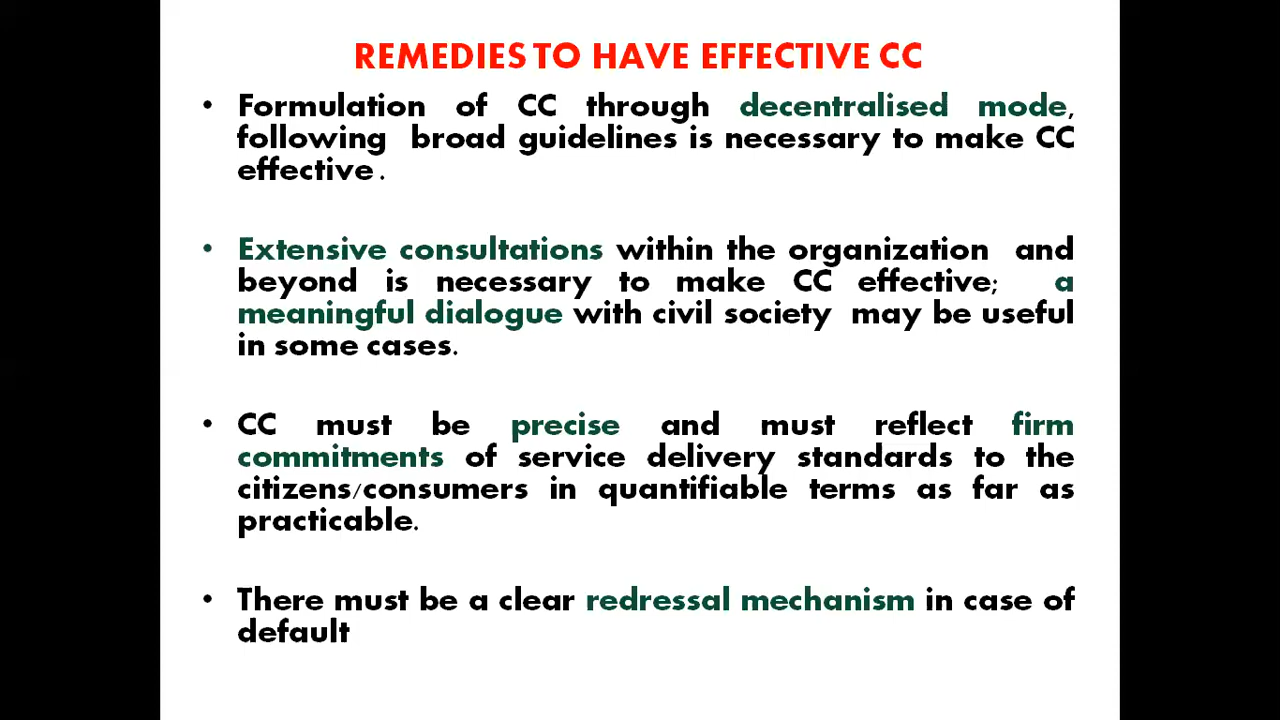 REMEDIES TO HAVE EFFECTIVE CC
• Formulation of CC through decentralised mode,
following broad guidelines is necessary to make CC
effective .
• Extensive consultations within the organization and
beyond is necessary to make CC effective; a
meaningful dialogue with civil society may be useful
in some cases.
• CC must be precise and must reflect firm
commitments of service delivery standards to the
citizens/consumers in quantifiable terms as far as
practicable.
• There must be a clear redressal mechanism in case of
default